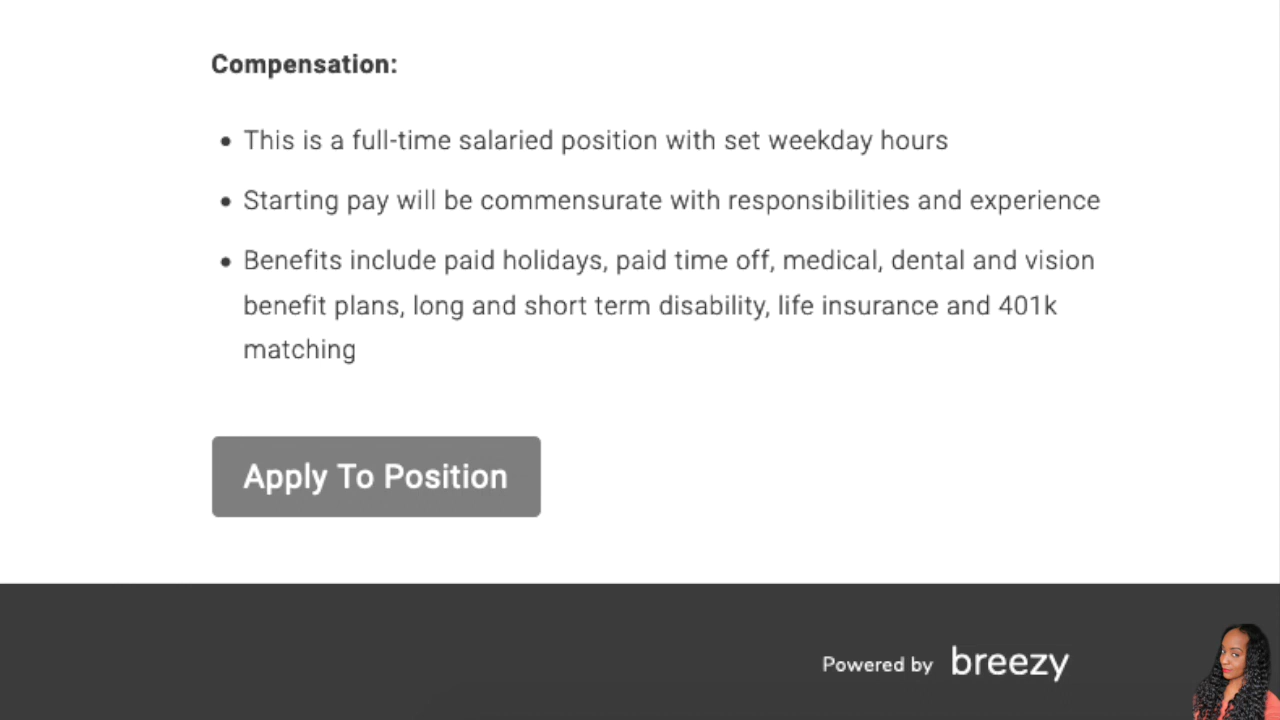 Compensation:
This is a full-time salaried position with set weekday hours
Starting pay will be commensurate with responsibilities and experience
Benefits include paid holidays, paid time off, medical, dental and vision
benefit plans, long and short term disability, life insurance and 401k
matching
Apply To Position
Powered by breezy